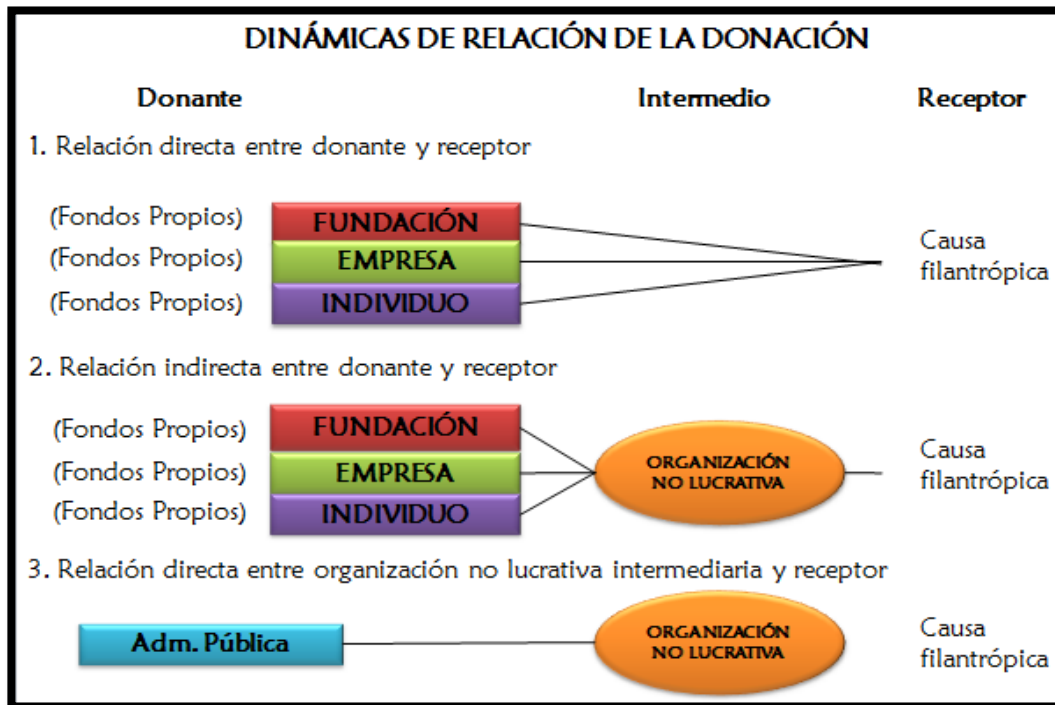 DINÁMICAS DE RELACIÓN DE LA DONACIÓN
Donante Intermedio Receptor
1. Relación directa entre donante y receptor
(Fondos Propios) FUNDACIÓN
(Fondos Propios) EMPRESA
(Fondos Propios) INDIVIDUO
Causa
filantrópica
2. Relación indirecta entre donante y receptor
(Fondos Propios) FUNDACIÓN
(Fondos Propios) EMPRESA
(Fondos Propios) INDIVIDUO
ORGANIZACIÓN
NO LUCRATIVA
Causa
filantrópica
3. Relación directa entre organización no lucrativa intermediaria y receptor
Adm. Pública
ORGANIZACIÓN
NO LUCRATIVA
Causa
filantrópica